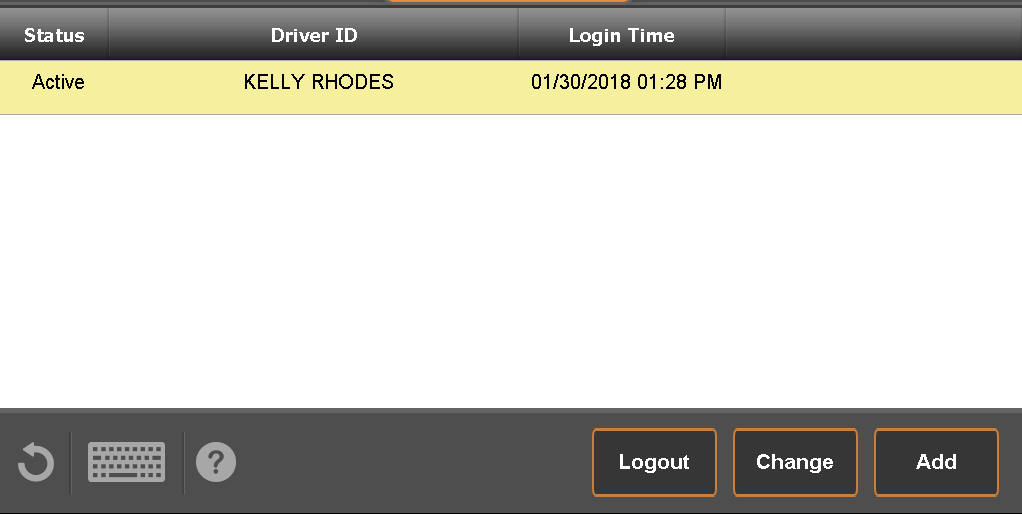 Status Driver ID Login Time
Active KELLY RHODES 01/30/2018 01:28 PM
? Logout Change Add